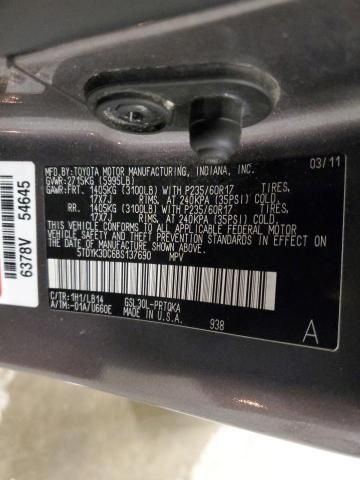 MFD.BY:TOYOTA MOTOR MANUFACTURING, INDIANA, INC. 03/11
GVWR:2715KG (5995LB)
GAWR:FRT. 1405KG (3100LB) WITH P235/60R17 TIRES,
17X7J RIMS, AT 240KPA (35PSI) COLD
RR. 1405KG (3100LB) WITH P235/60R17 TIRES,
17X7J RIMS, AT 240KPA (35PSI) COLD
THIS VEHICLE CONFORMS TO ALL APPLICABLE FEDERAL MOTOR
VEHICLE SAFETY, BUMPER, AND THEFT PREVENTION STANDARDS IN
EFFECT ON THE DATE OF MANUFACTURE SHOWN ABOVE.
5TDYK3DC6BS137690 MPV
C/TR:1H1/LB14 GSL30L-PRTQKA
A/TM:-01A/U660E MADE IN U.S.A.
938
A
6378V 54645